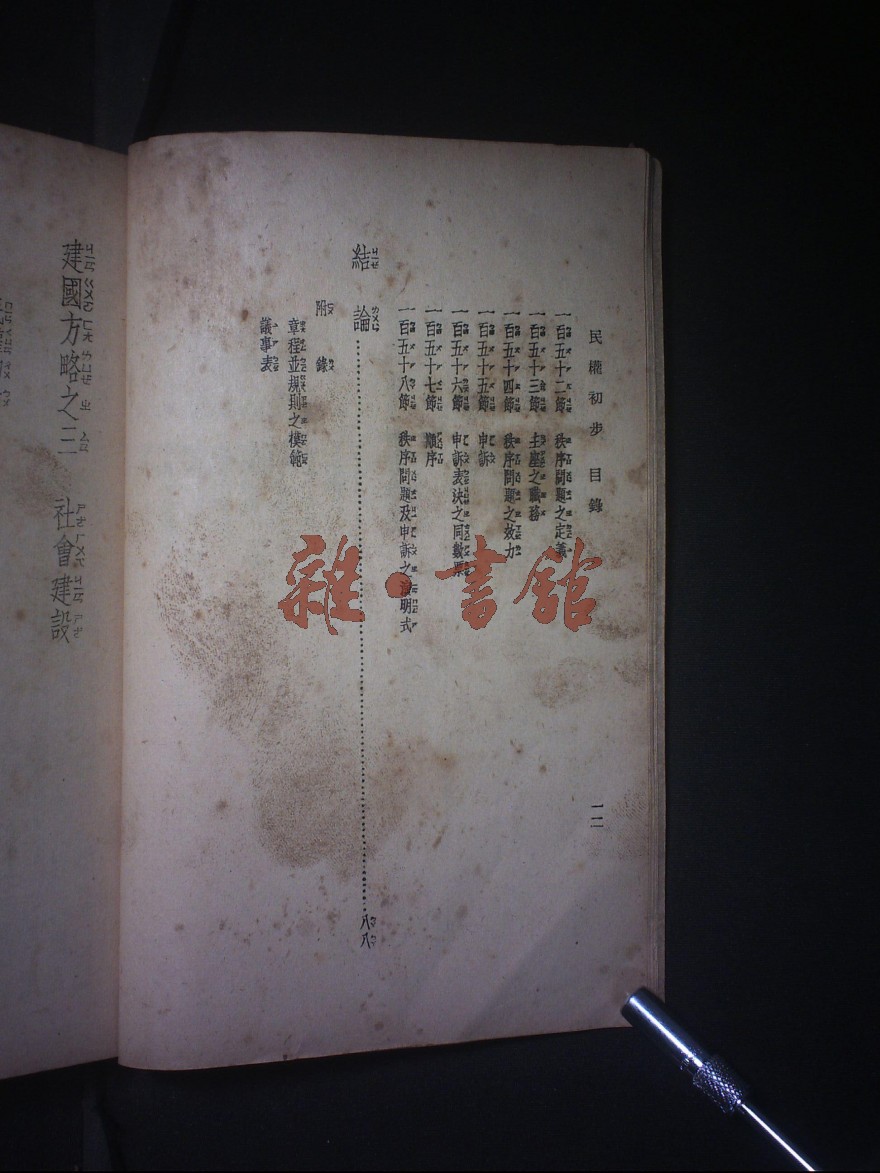 民權初步 目錄 一二
一百五十二節 秩序問題之定義
一百五十三節 主座之職務
一百五十四節 秩序問題之效力
一百五十五節 申訴
一百五十六節 申訴表決之同數票
一百五十七節 順序
一百五十八節 秩序問題及申訴之演明式
結論……八八
附錄
章程並規則之模範
議事表
建國方略之三 社會建設
雜·書館